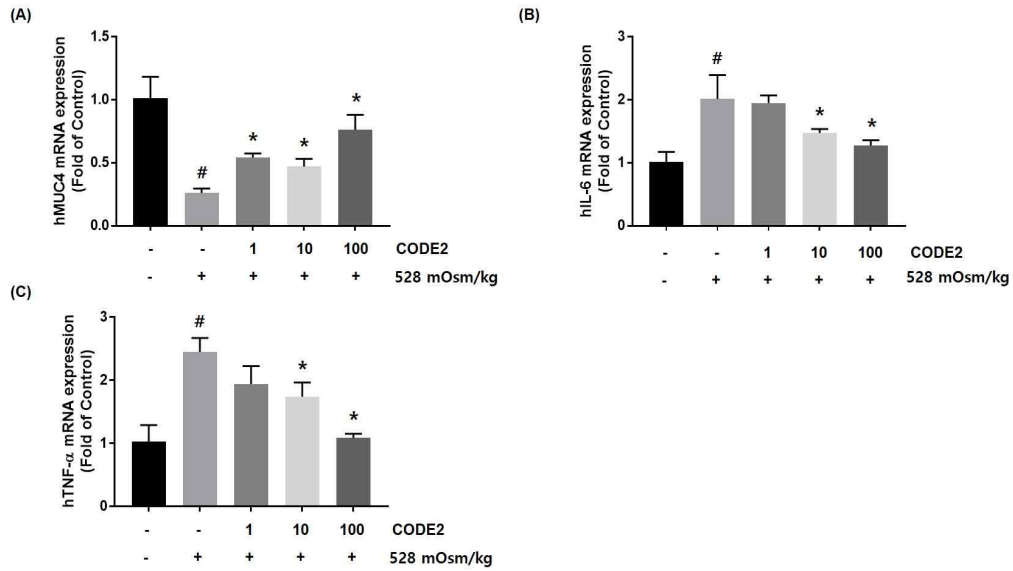 (A)
hMUC4 mRNA expression
(Fold of Control)
1.5
1.0
0.5
0.0
#
*
*
*
- - 1 10 100 CODE2
- + + + + 528 mOsm/kg
(B)
hIL-6 mRNA expression
(Fold of Control)
3
2
1
0
#
*
*
- - 1 10 100 CODE2
- + + + + 528 mOsm/kg
(C)
hTNF-α mRNA expression
(Fold of Control)
3
2
1
0
#
*
*
- - 1 10 100 CODE2
- + + + + 528 mOsm/kg